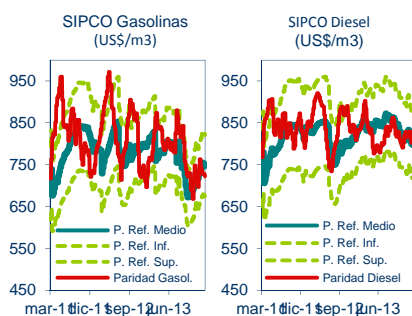 SIPCO Gasolinas
(US$/m3)
950
850
750
650
550
P. Ref. Medio
P. Ref. Inf.
P. Ref. Sup.
Paridad Gasol.
mar-11 dic-11 sep-12 jun-13
SIPCO Diesel
(US$/m3)
950
850
750
650
550
P. Ref. Medio
P. Ref. Inf.
P. Ref. Sup.
Paridad Diesel
mar-11 dic-11 sep-12 jun-13